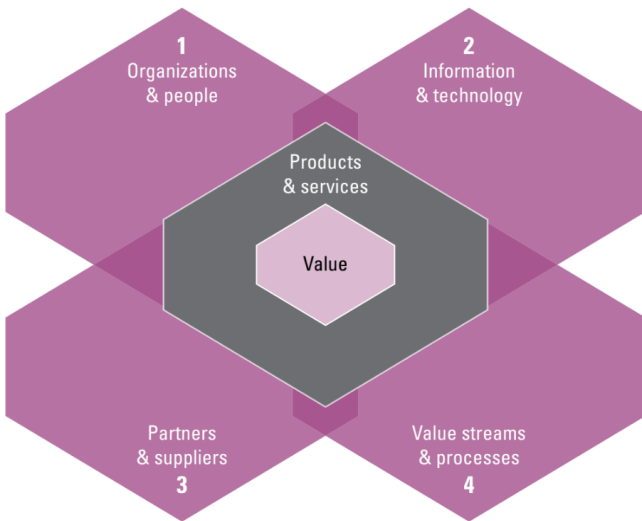 1
Organizations
& people
2
Information
& technology
Products
& services
Value
Partners
& suppliers
3
Value streams
& processes
4